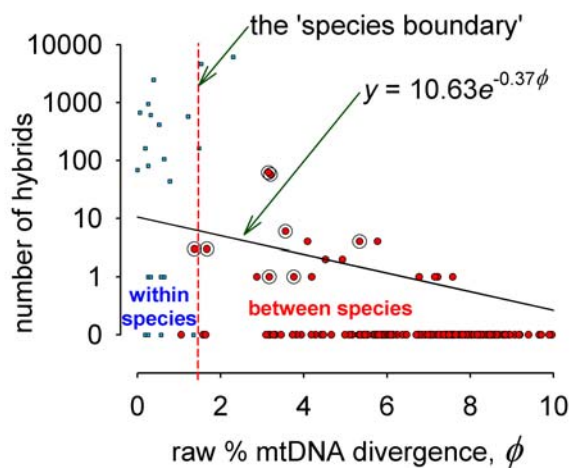 the 'species boundary'
y = 10.63e^{-0.37ϕ}
number of hybrids
10000
1000
100
10
1
0
within
species
between species
0
2
4
6
8
10
raw % mtDNA divergence, ϕ